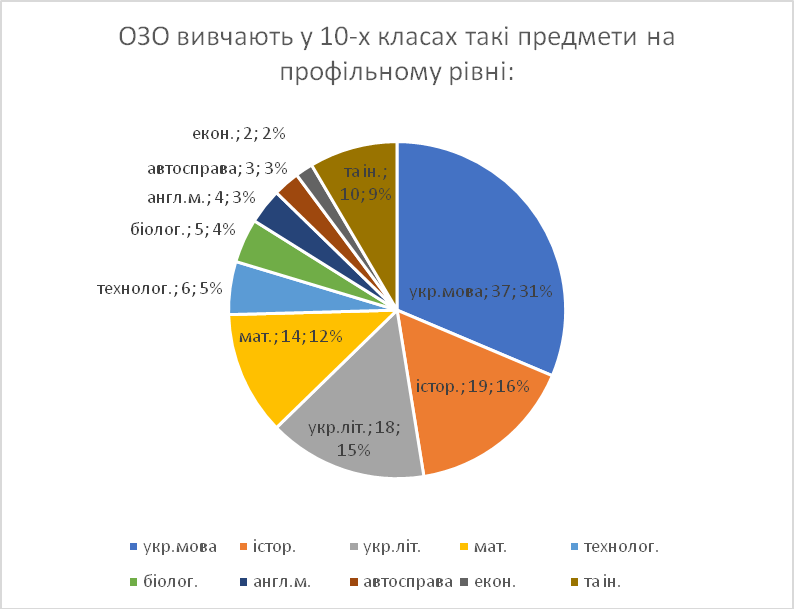 ОЗО вивчають у 10-х класах такі предмети на
профільному рівні:
екон.; 2; 2%
автосправа; 3; 3%
англ.м.; 4; 3%
біолог.; 5; 4%
технолог.; 6; 5%
та ін.;
10; 9%
укр.мова; 37; 31%
мат.; 14; 12%
істор.; 19; 16%
укр.літ.; 18;
15%
укр.мова істор. укр.літ. мат. технолог.
біолог. англ.м. автосправа екон. та ін.